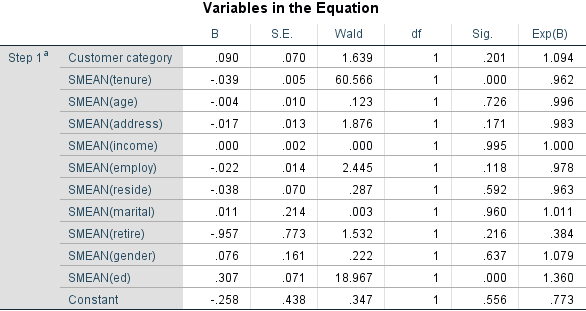 Variables in the Equation
B S.E. Wald df Sig. Exp(B)
Step 1a Customer category .090 .070 1.639 1 .201 1.094
SMEAN(tenure) -.039 .005 60.566 1 .000 .962
SMEAN(age) -.004 .010 .123 1 .726 .996
SMEAN(address) -.017 .013 1.876 1 .171 .983
SMEAN(income) .000 .002 .000 1 .995 1.000
SMEAN(employ) -.022 .014 2.445 1 .118 .978
SMEAN(reside) -.038 .070 .287 1 .592 .963
SMEAN(marital) .011 .214 .003 1 .960 1.011
SMEAN(retire) -.957 .773 1.532 1 .216 .384
SMEAN(gender) .076 .161 .222 1 .637 1.079
SMEAN(ed) .307 .071 18.967 1 .000 1.360
Constant -.258 .438 .347 1 .556 .773